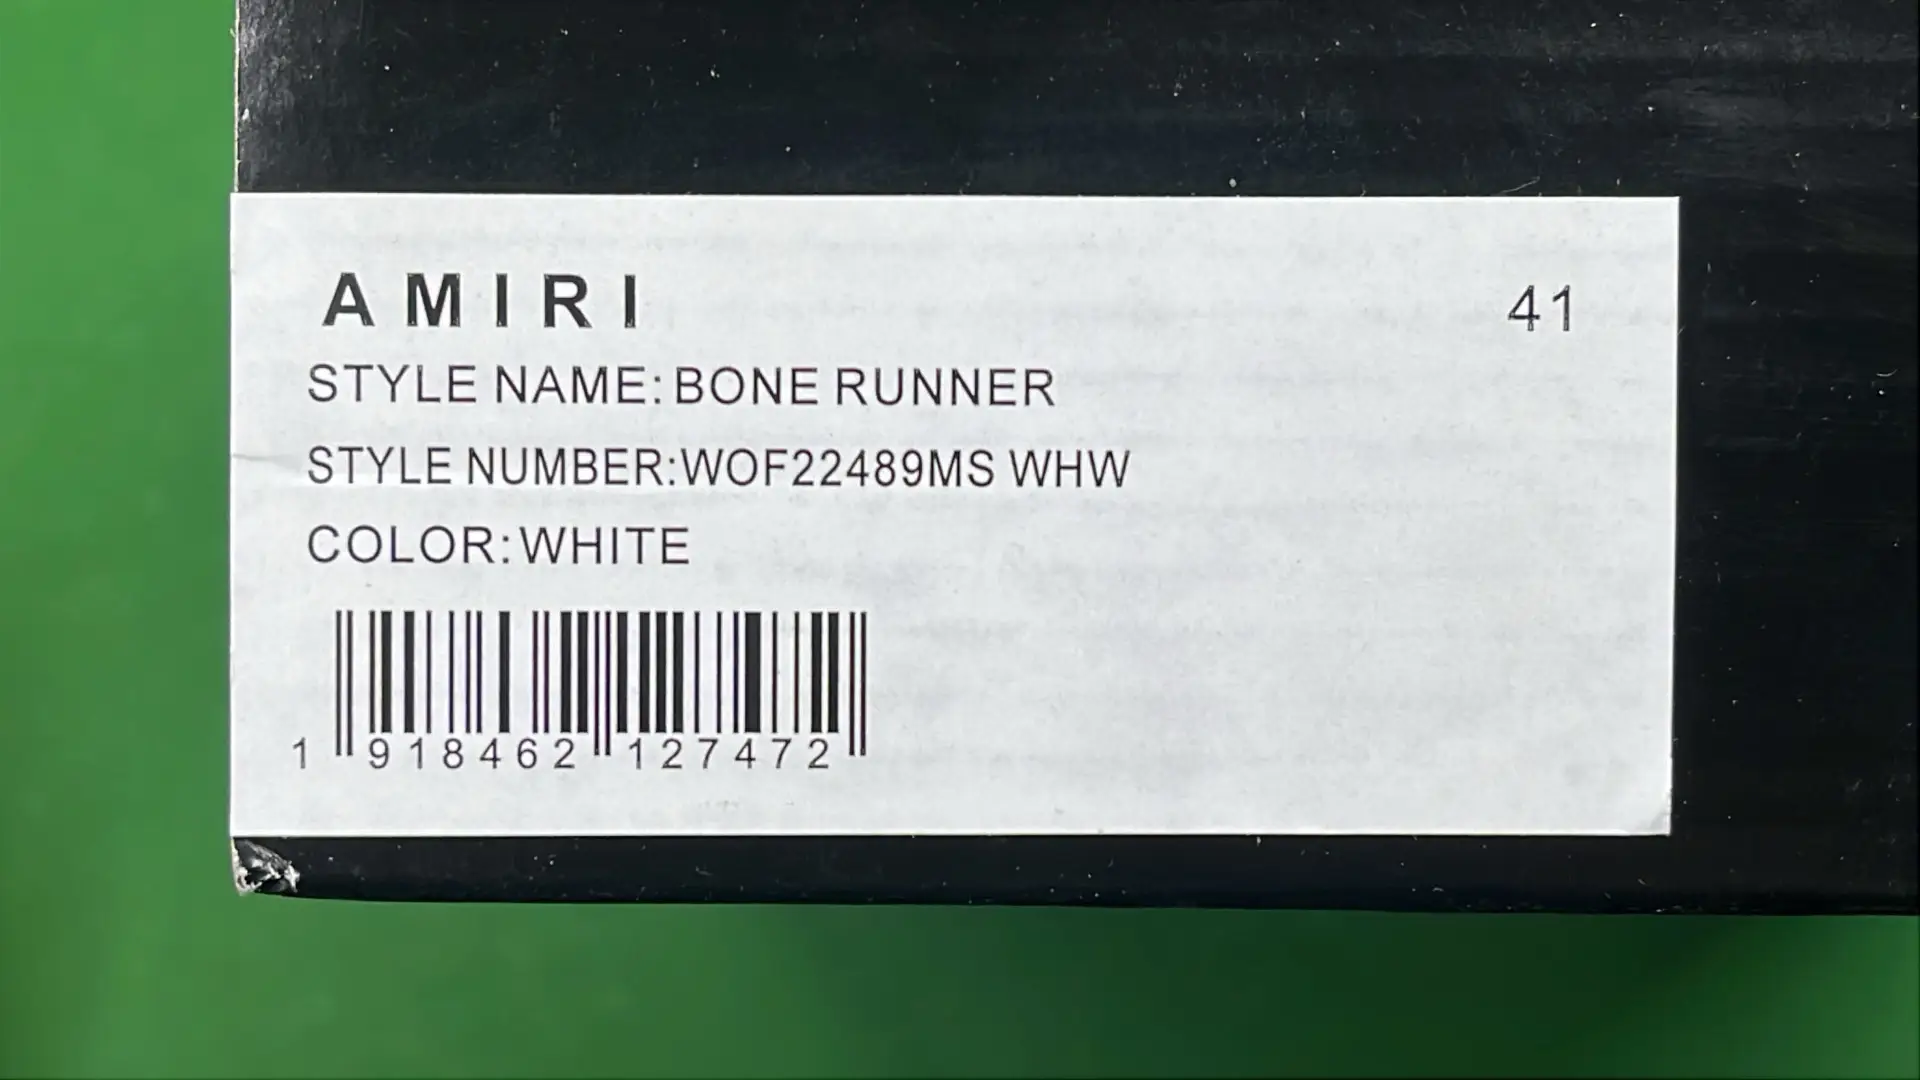 AMIRI
41
STYLE NAME:BONE RUNNER
STYLE NUMBER:WOF22489MS WHW
COLOR:WHITE
1 918462 127472